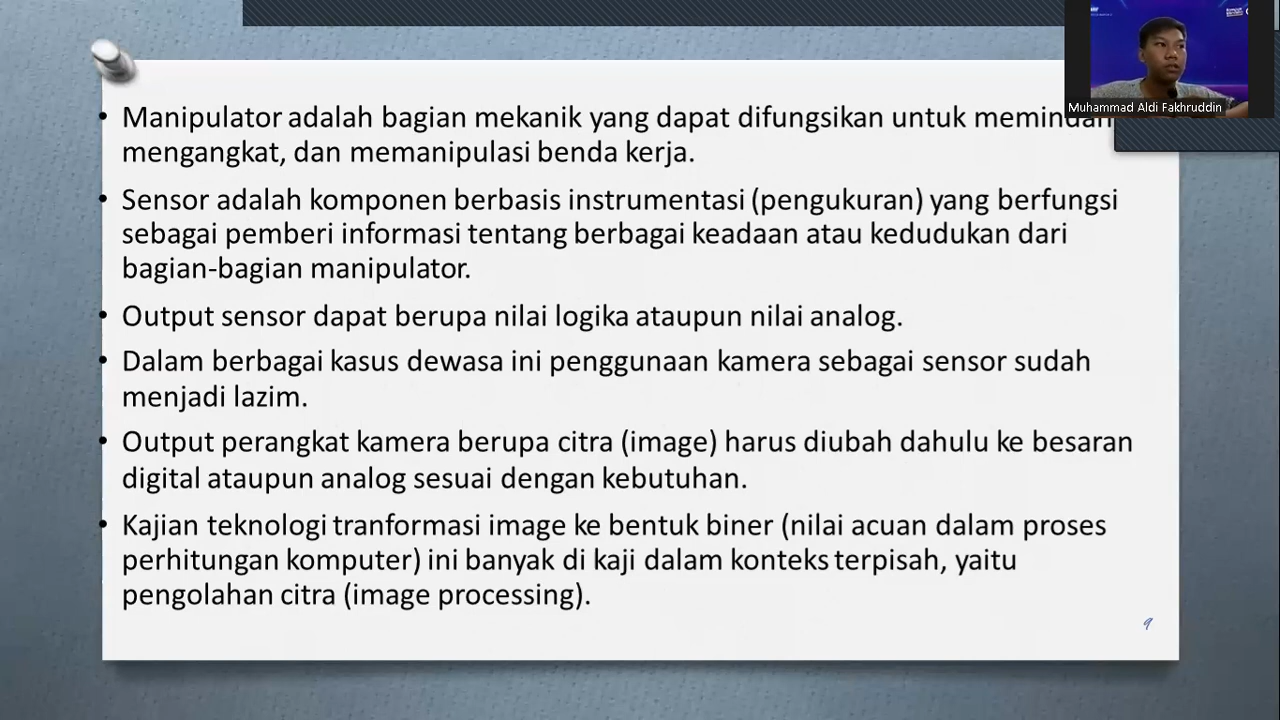 Muhammad Aldi Fakhruddin
• Manipulator adalah bagian mekanik yang dapat difungsikan untuk
mengangkat, dan memanipulasi benda kerja.
• Sensor adalah komponen berbasis instrumentasi (pengukuran) yang berfungsi
sebagai pemberi informasi tentang berbagai keadaan atau kedudukan dari
bagian-bagian manipulator.
• Output sensor dapat berupa nilai logika ataupun nilai analog.
• Dalam berbagai kasus dewasa ini penggunaan kamera sebagai sensor sudah
menjadi lazim.
• Output perangkat kamera berupa citra (image) harus diubah dahulu ke besaran
digital ataupun analog sesuai dengan kebutuhan.
• Kajian teknologi tranformasi image ke bentuk biner (nilai acuan dalam proses
perhitungan komputer) ini banyak di kaji dalam konteks terpisah, yaitu
pengolahan citra (image processing).
9